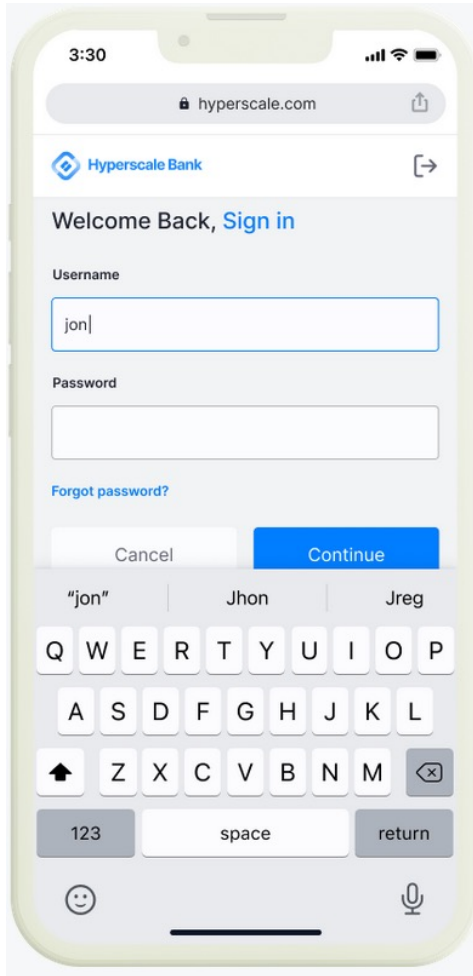 3:30
hyperscale.com
Hyperscale Bank
Welcome Back, Sign in
Username
jon
Password
Forgot password?
Cancel Continue
“jon” Jhon Jreg
Q W E R T Y U I O P
A S D F G H J K L
Z X C V B N M
123 space return